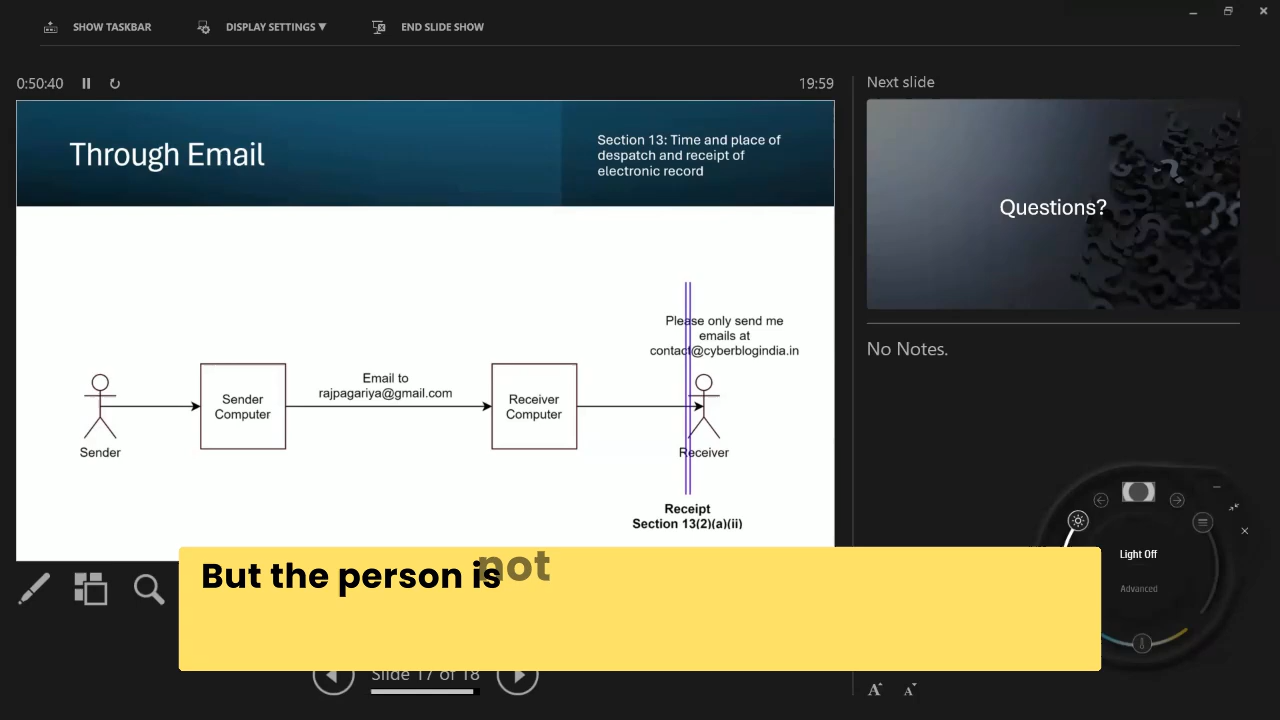 SHOW TASKBAR
DISPLAY SETTINGS ▼
END SLIDE SHOW
0:50:40
19:59
Next slide
Through Email
Section 13: Time and place of
despatch and receipt of
electronic record
Questions?
Please only send me
emails at
contact@cyberblogindia.in
No Notes.
Email to
rajpagariya@gmail.com
Sender
Computer
Receiver
Computer
Sender
Receiver
Receipt
Section 13(2)(a)(ii)
Light Off
Advanced
But the person is not
Slide 17 of 18
A A